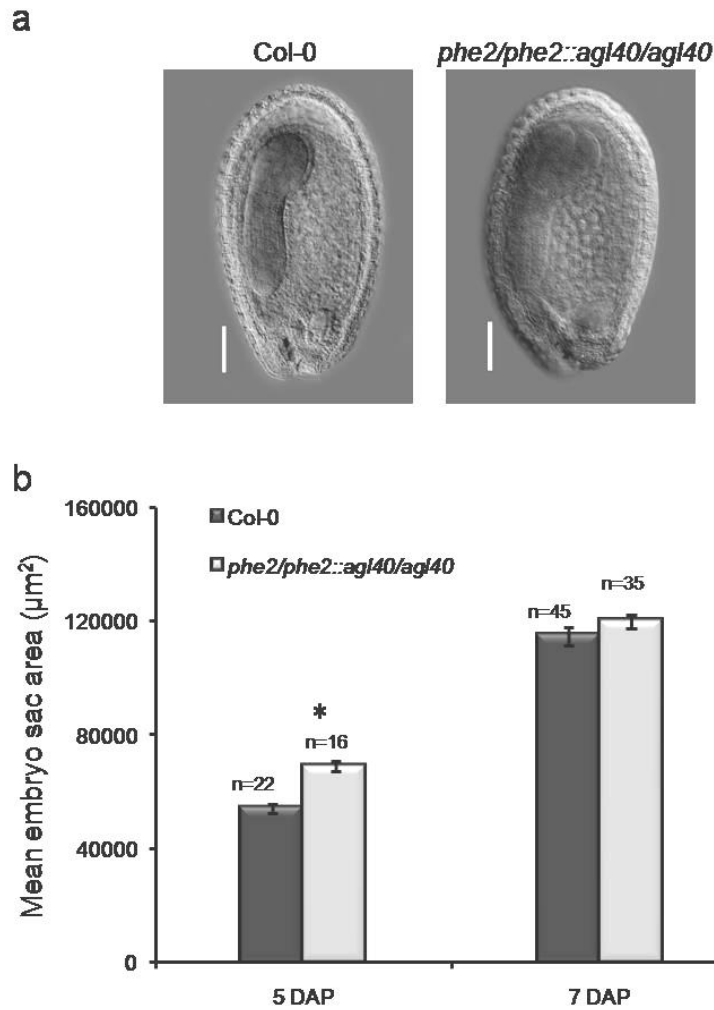 a
Col-0 phe2/phe2::agl40/agl40
b
160000
120000
80000
40000
0
Mean embryo sac area (µm²)
Col-0
phe2/phe2::agl40/agl40
n=22
*
n=16
n=45
n=35
5 DAP 7 DAP